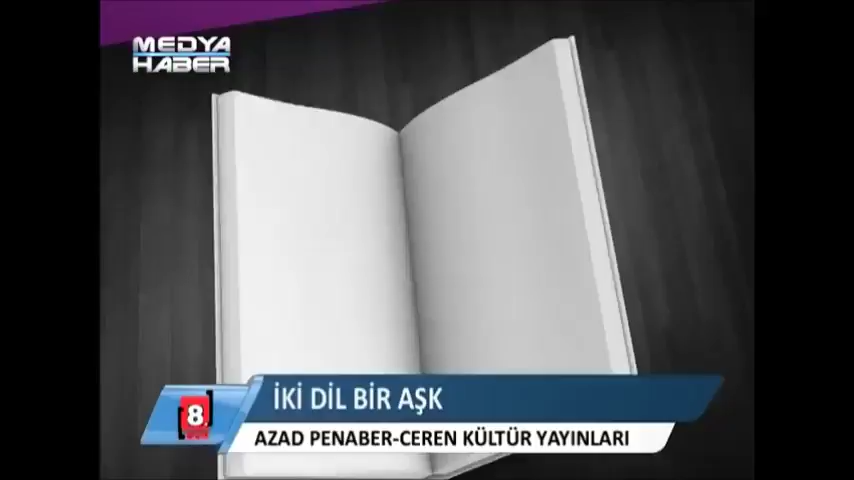 MEDYA
HABER
İKİ DİL BİR AŞK
8
AZAD PENABER-CEREN KÜLTÜR YAYINLARI